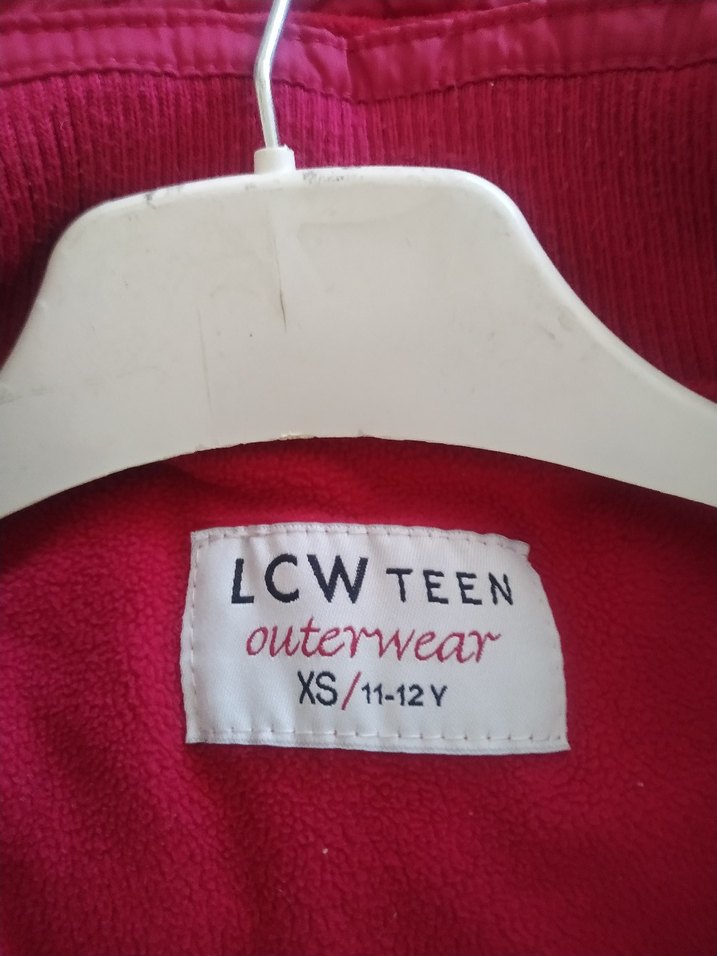 LCW TEEN
outerwear
XS/11-12 Y